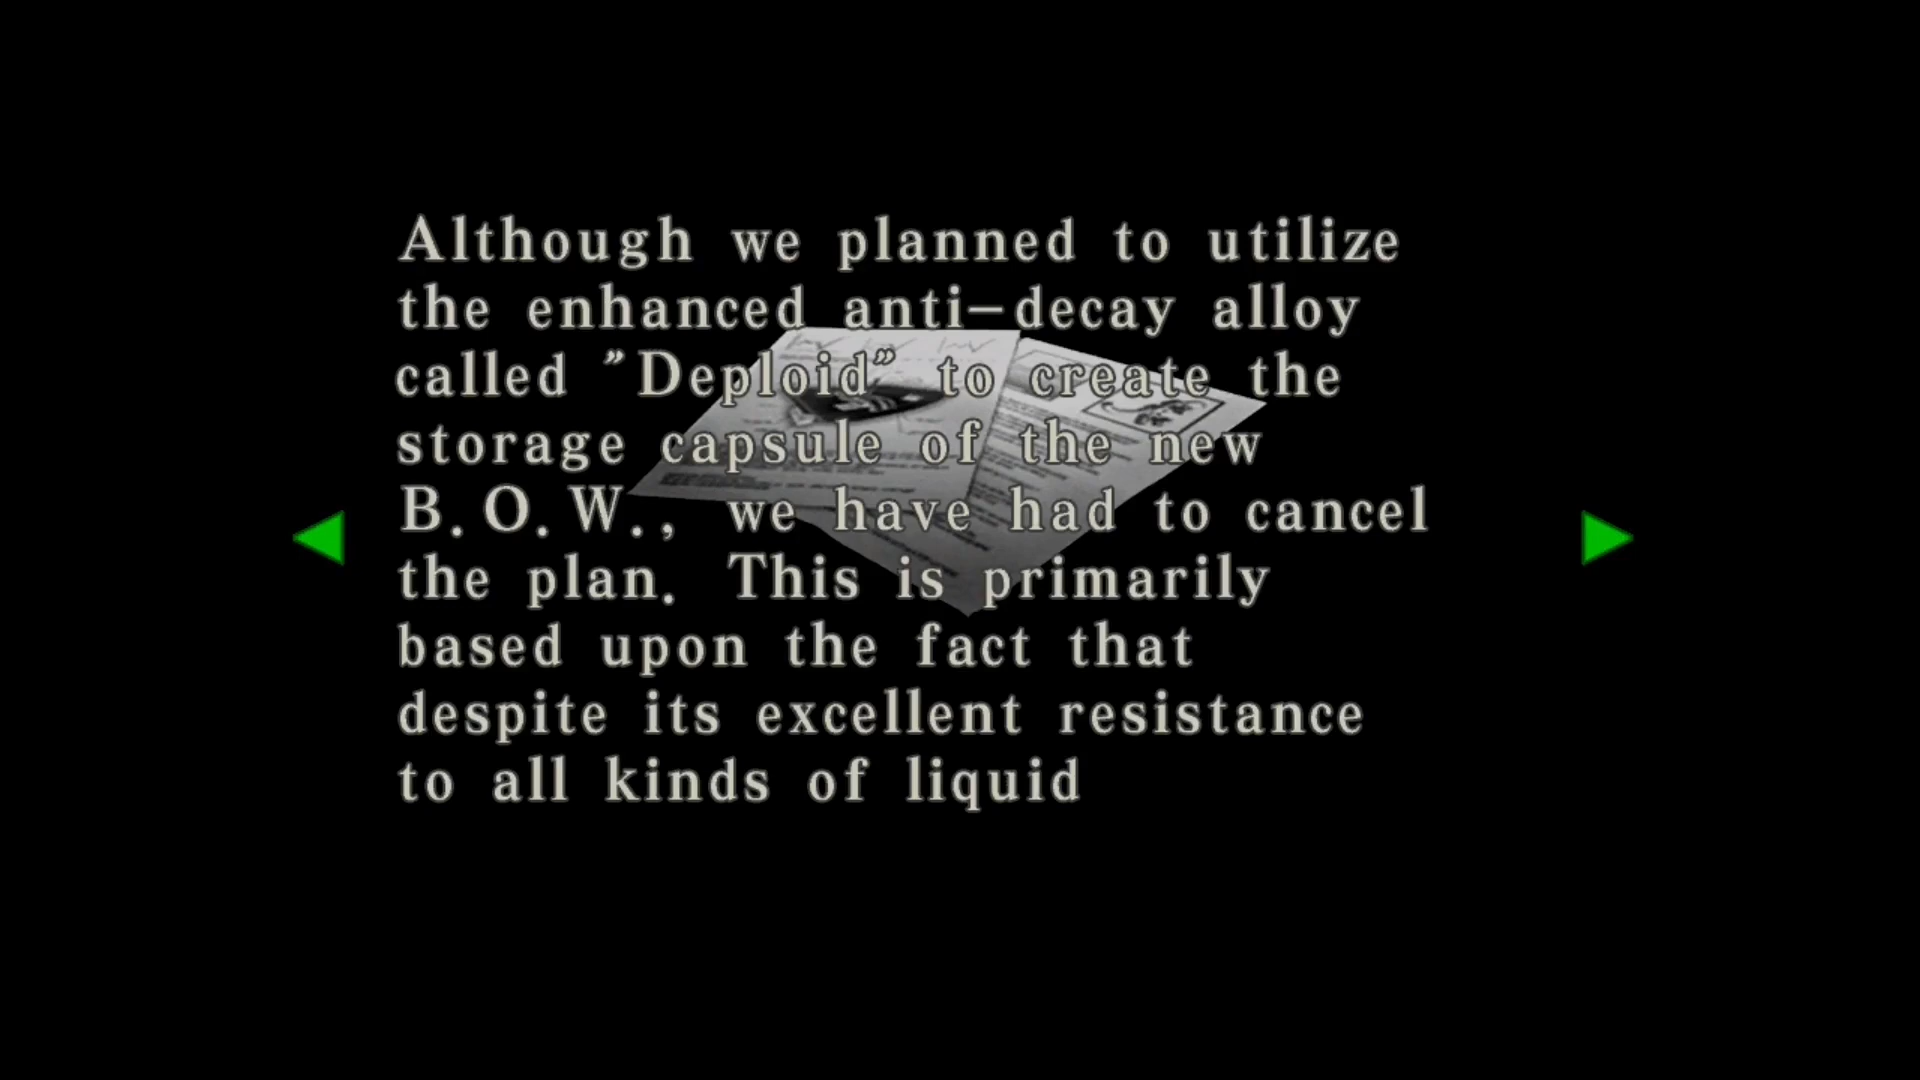 Although we planned to utilize
the enhanced anti-decay alloy
called "Deploid" to create the
storage capsule of the new
B.O.W., we have had to cancel
the plan. This is primarily
based upon the fact that
despite its excellent resistance
to all kinds of liquid